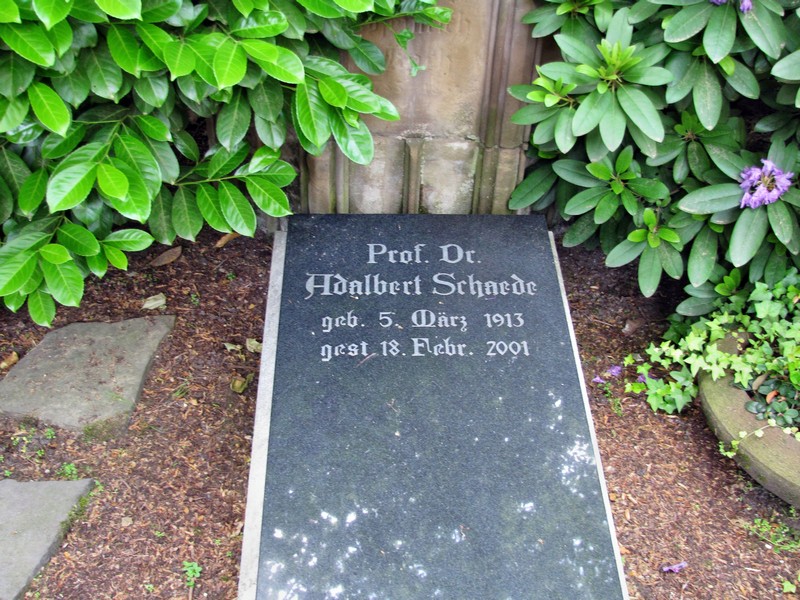 Prof. Dr.
Adalbert Schaede
geb. 5. März 1913
gest 18. Febr. 2001